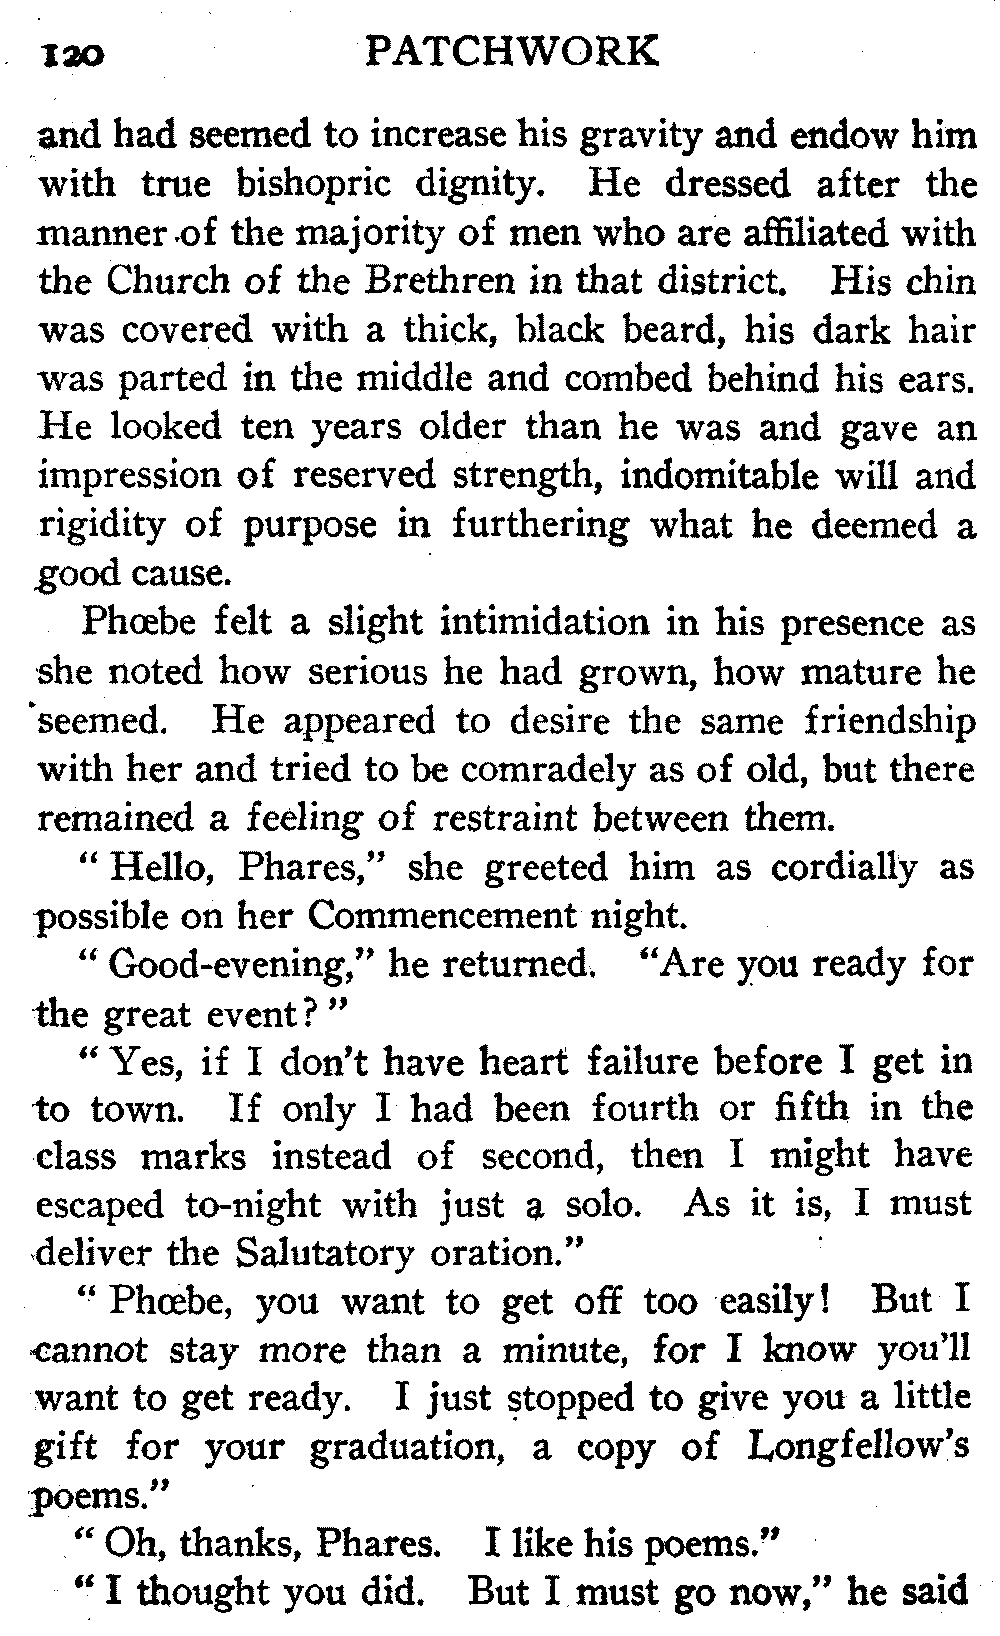 120 PATCHWORK
and had seemed to increase his gravity and endow him
with true bishopric dignity. He dressed after the
manner of the majority of men who are affiliated with
the Church of the Brethren in that district. His chin
was covered with a thick, black beard, his dark hair
was parted in the middle and combed behind his ears.
He looked ten years older than he was and gave an
impression of reserved strength, indomitable will and
rigidity of purpose in furthering what he deemed a
good cause.
Phœbe felt a slight intimidation in his presence as
she noted how serious he had grown, how mature he
seemed. He appeared to desire the same friendship
with her and tried to be comradely as of old, but there
remained a feeling of restraint between them.
" Hello, Phares," she greeted him as cordially as
possible on her Commencement night.
" Good-evening," he returned. "Are you ready for
the great event? "
" Yes, if I don't have heart failure before I get in
to town. If only I had been fourth or fifth in the
class marks instead of second, then I might have
escaped to-night with just a solo. As it is, I must
deliver the Salutatory oration."
" Phœbe, you want to get off too easily! But I
cannot stay more than a minute, for I know you'll
want to get ready. I just stopped to give you a little
gift for your graduation, a copy of Longfellow's
poems."
" Oh, thanks, Phares. I like his poems."
" I thought you did. But I must go now," he said